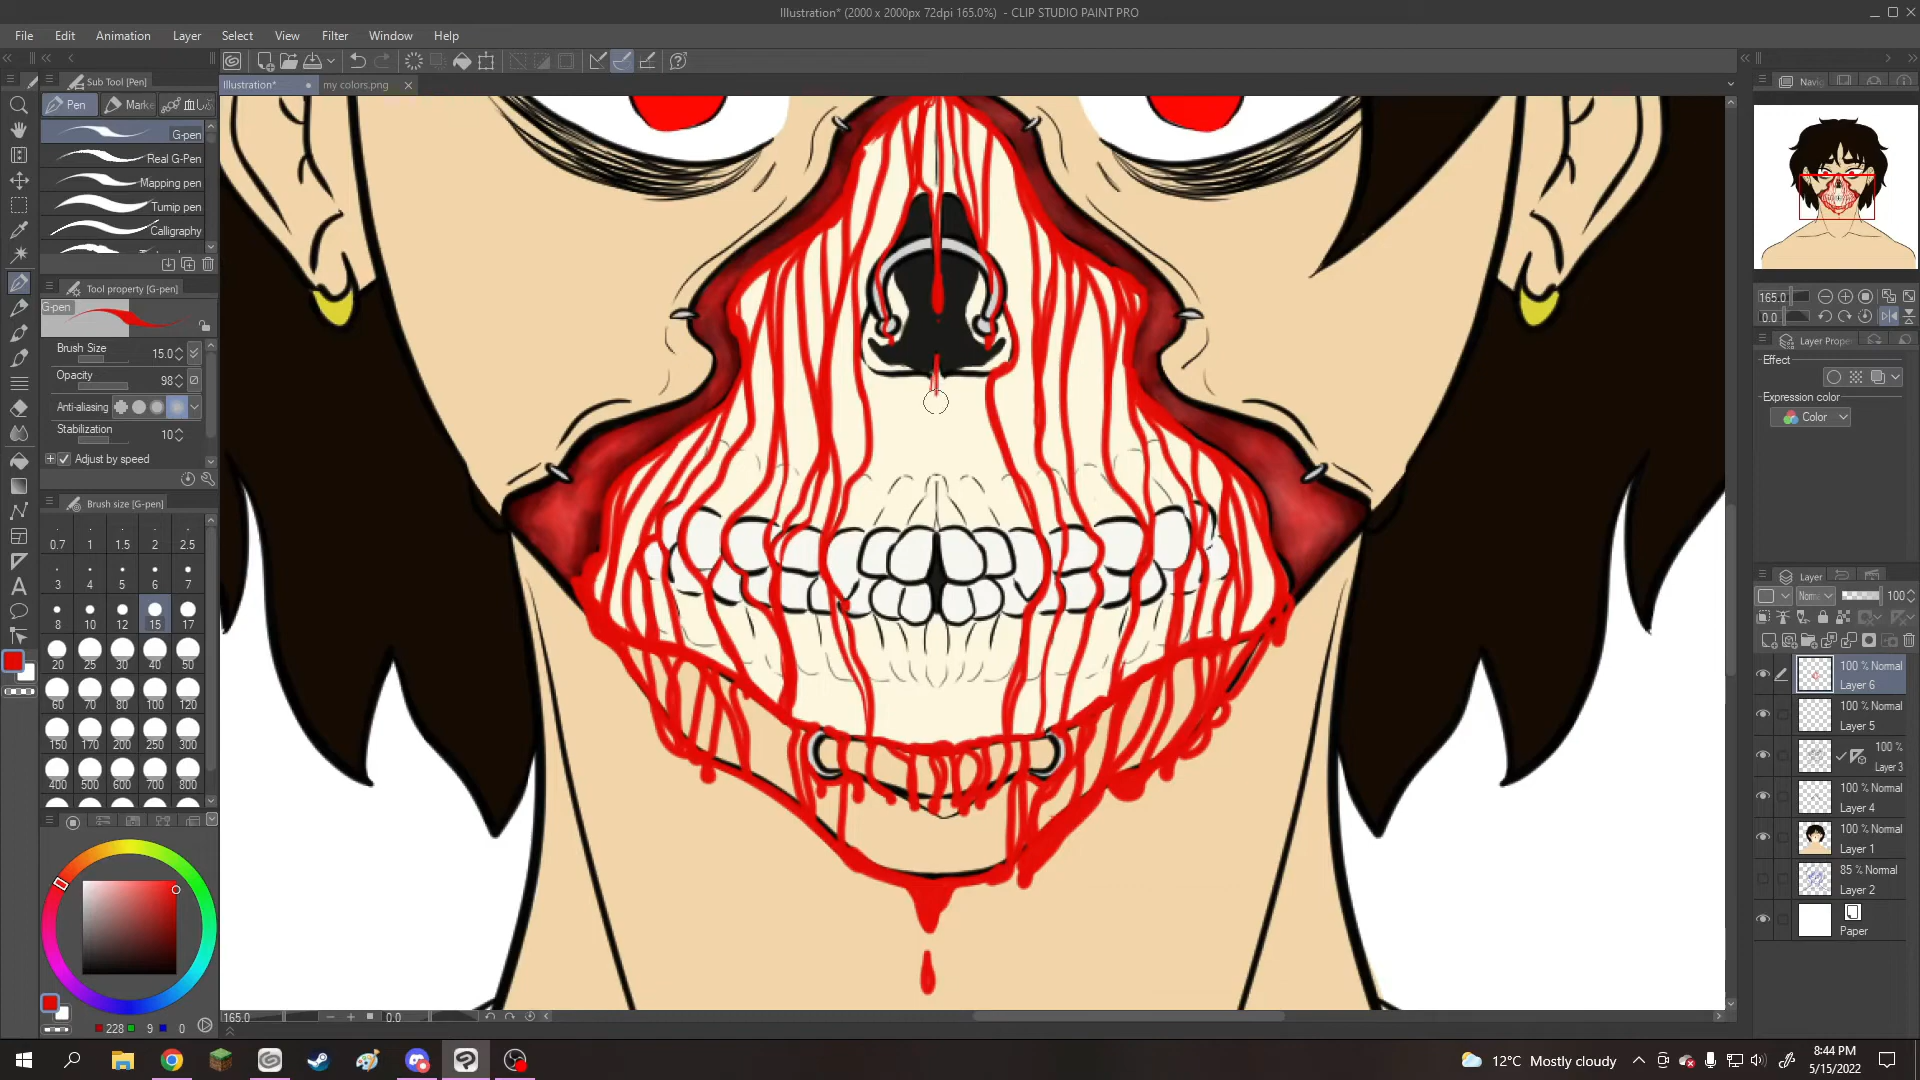 Illustration* (2000 x 2000px 72dpi 165.0%) - CLIP STUDIO PAINT PRO
File Edit Animation Layer Select View Filter Window Help
Sub Tool [Pen]
Illustration* my colors.png
Navi
Pen Marke
G-pen
Real G-Pen
Mapping pen
Turnip pen
Calligraphy
Tool property [G-pen]
G-pen
Brush Size 15.0
Opacity 98
Anti-aliasing
Stabilization 10
Adjust by speed
Brush size [G-pen]
0.7 1 1.5 2 2.5
3 4 5 6 7
8 10 12 15 17
20 25 30 40 50
60 70 80 100 120
150 170 200 250 300
400 500 600 700 800
228 9 0
165.0 0.0
165.0
0.0
Layer Prope
Effect
Expression color
Color
Layer
Norm 100
100 % Normal
Layer 6
100 % Normal
Layer 5
100 %
Layer 3
100 % Normal
Layer 4
100 % Normal
Layer 1
85 % Normal
Layer 2
Paper
12°C Mostly cloudy
8:44 PM
5/15/2022